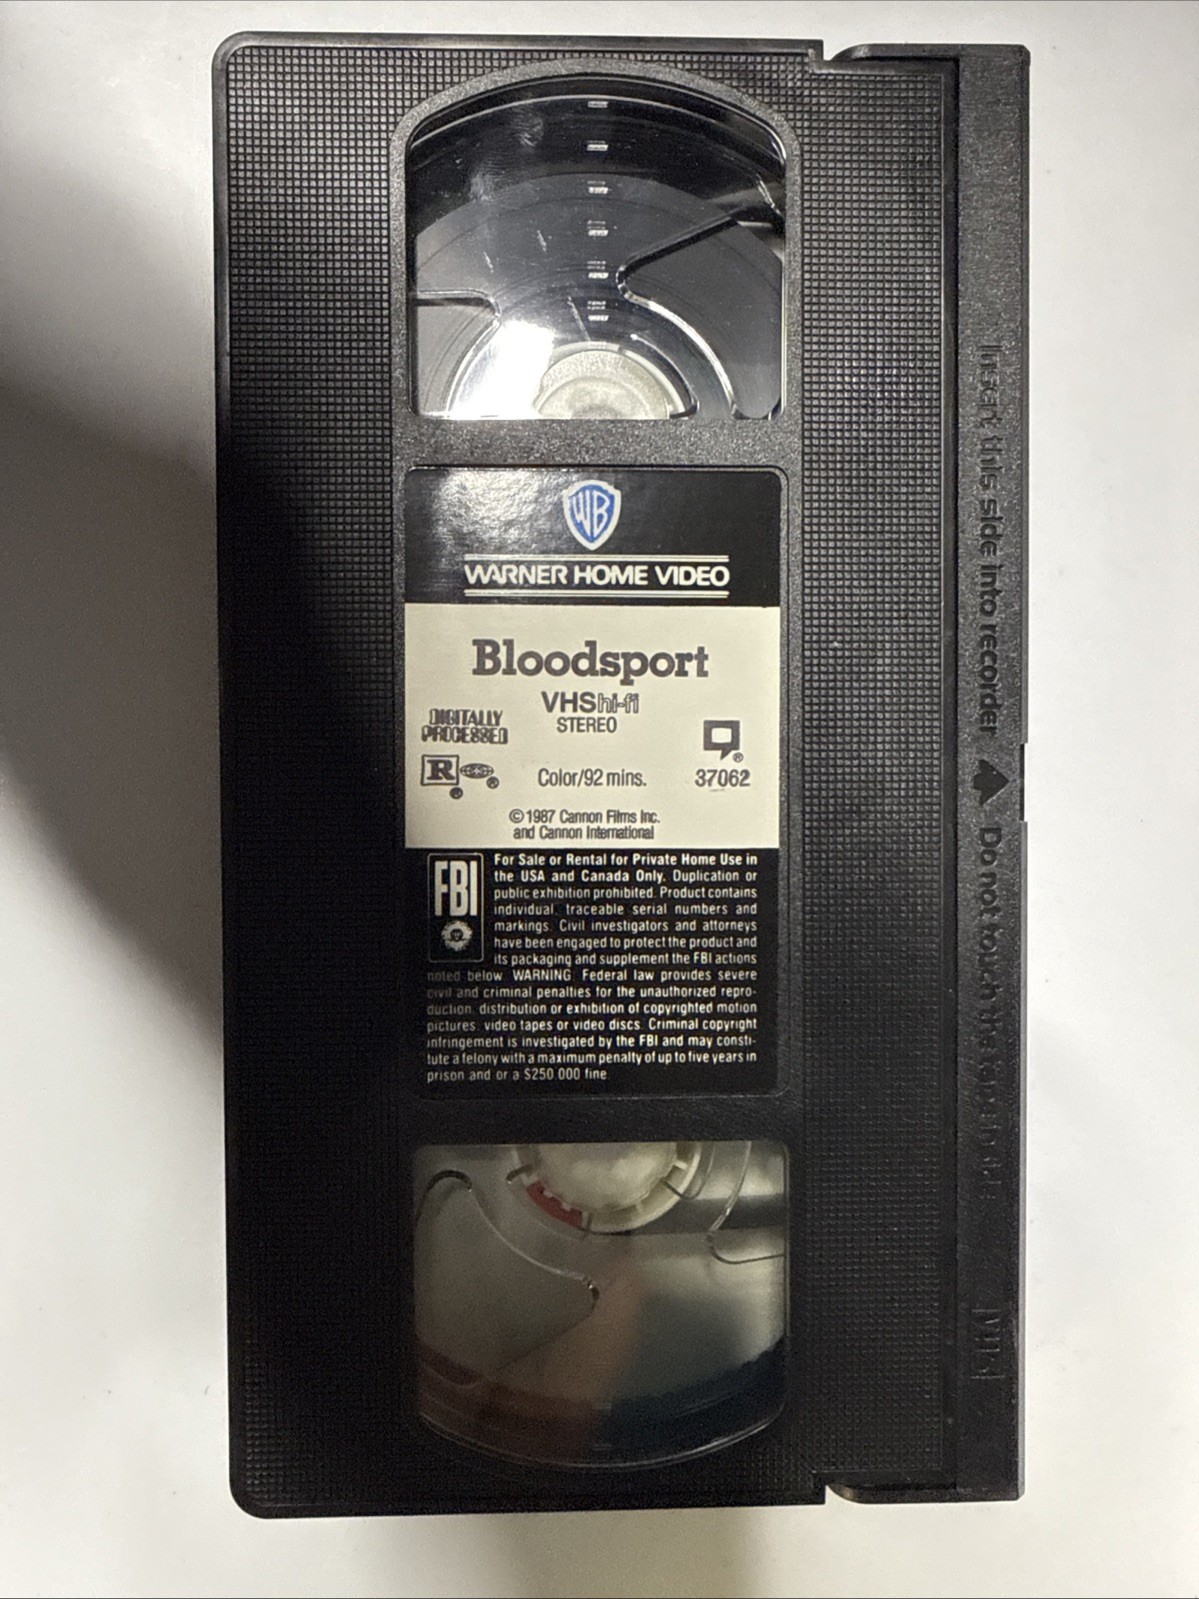 WB
WARNER HOME VIDEO
Bloodsport
VHS hi-fi
STEREO
DIGITALLY
PROCESSED
R ®
®
®
Color/92 mins.
37062
© 1987 Cannon Films Inc.
and Cannon International
FBI
For Sale or Rental for Private Home Use in
the USA and Canada Only. Duplication or
public exhibition prohibited. Product contains
individual, traceable serial numbers and
markings. Civil investigators and attorneys
have been engaged to protect the product and
its packaging and supplement the FBI actions
noted below. WARNING: Federal law provides severe
civil and criminal penalties for the unauthorized repro-
duction, distribution or exhibition of copyrighted motion
pictures, video tapes or video discs. Criminal copyright
infringement is investigated by the FBI and may consti-
tute a felony with a maximum penalty of up to five years in
prison and or a $250,000 fine.
Insert this side into recorder Do not touch the tape inside